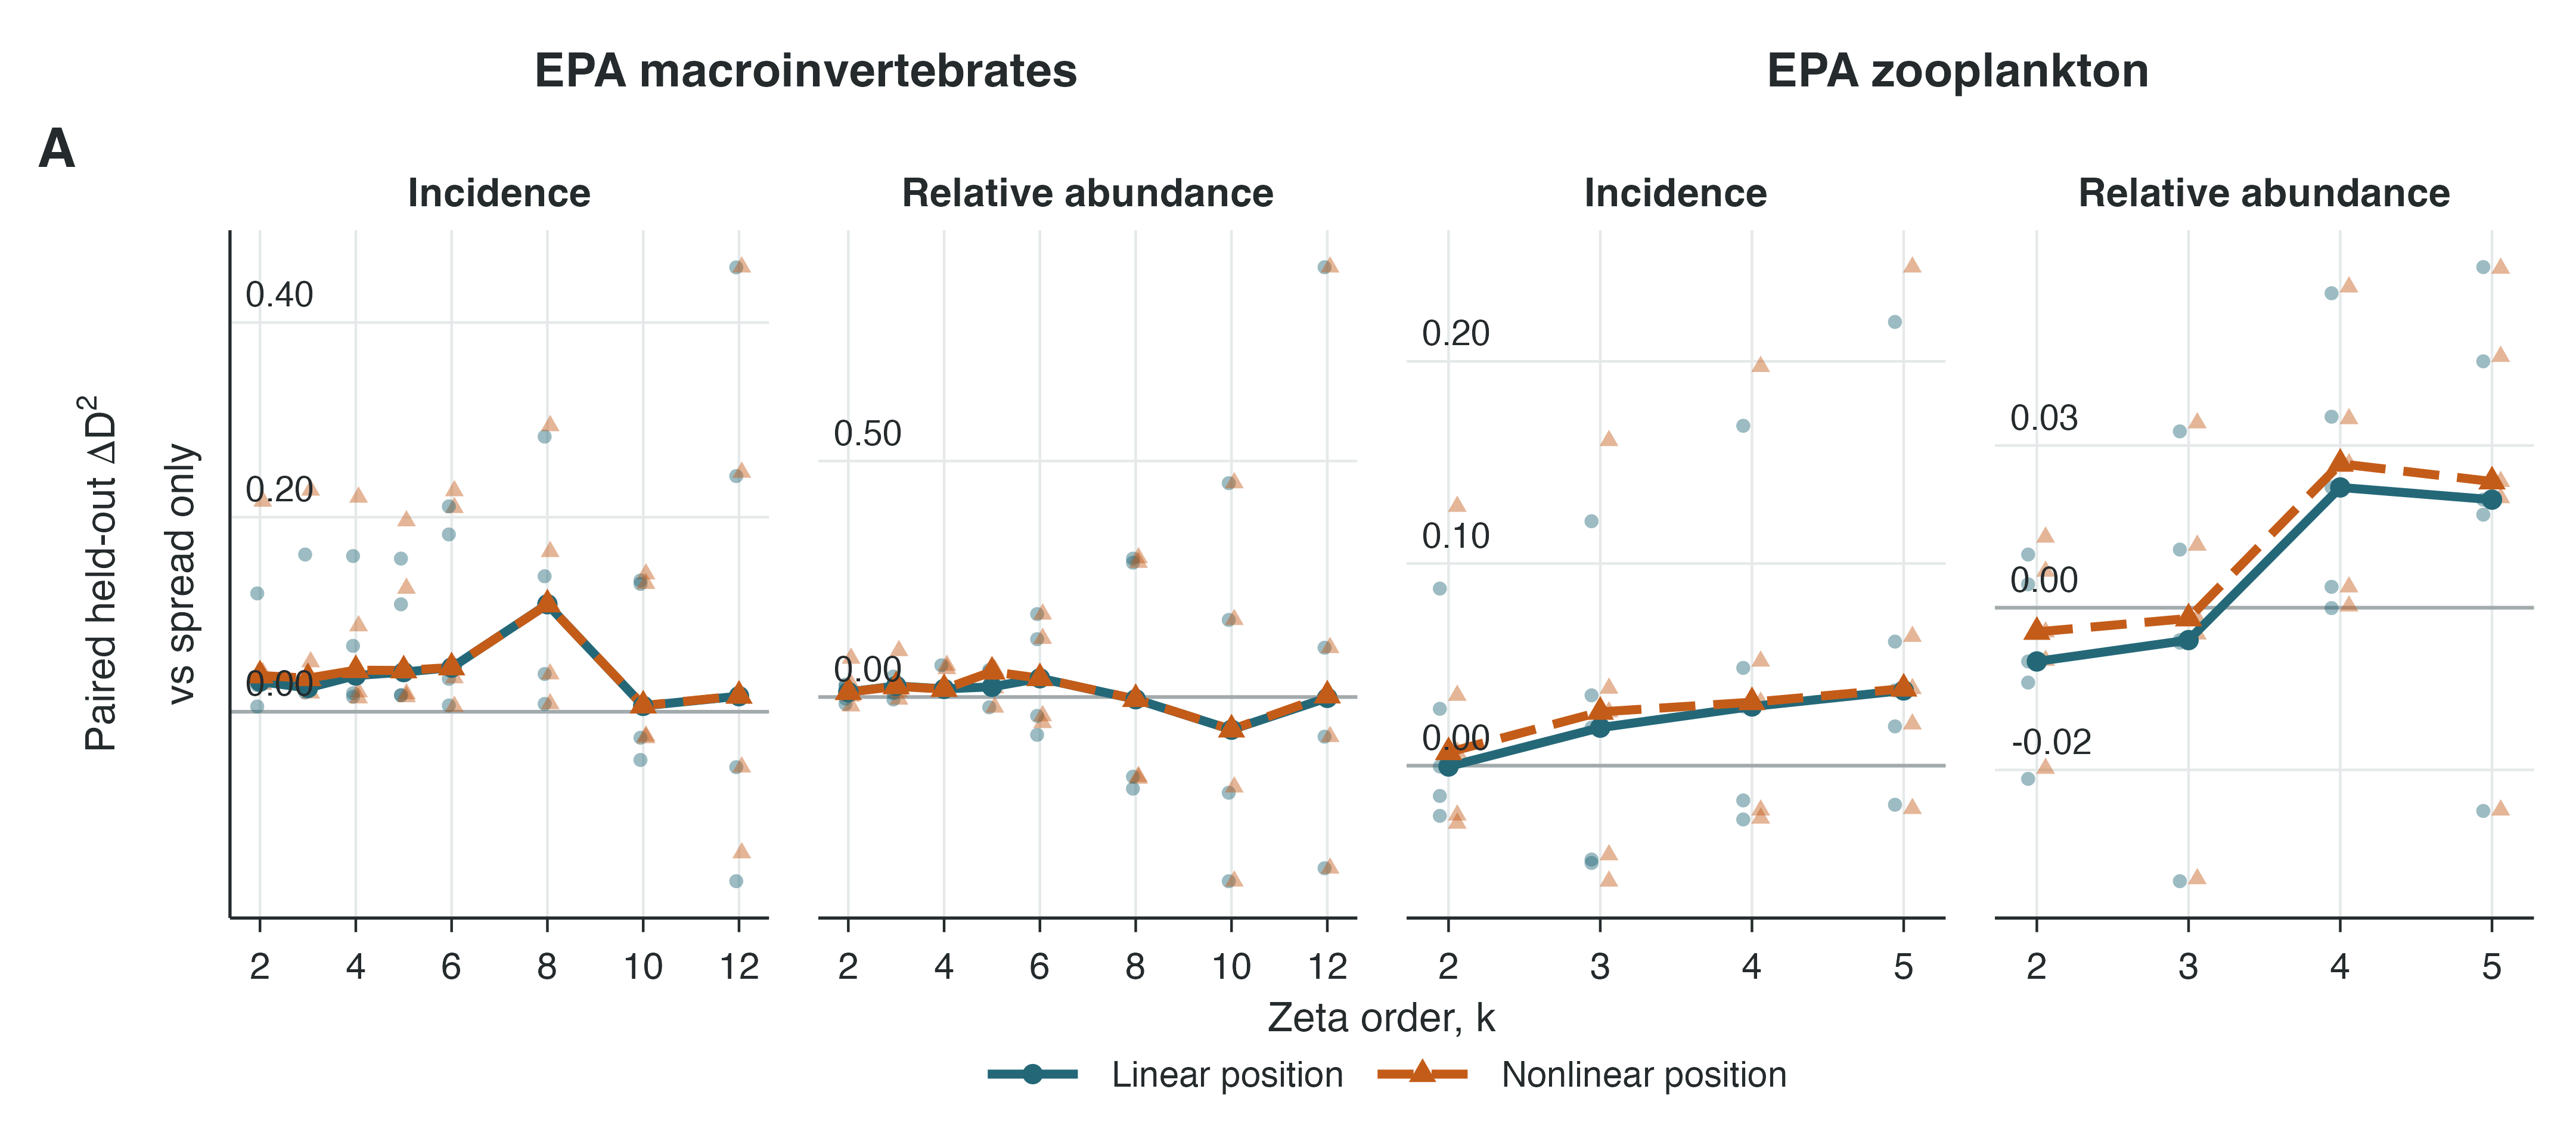 EPA macroinvertebrates
EPA zooplankton
A
Incidence
Relative abundance
Incidence
Relative abundance
Paired held-out ΔD²
vs spread only
0.40
0.20
0.00
0.50
0.00
0.20
0.10
0.00
0.03
0.00
-0.02
2 4 6 8 10 12
2 4 6 8 10 12
2 3 4 5
2 3 4 5
Zeta order, k
Linear position
Nonlinear position